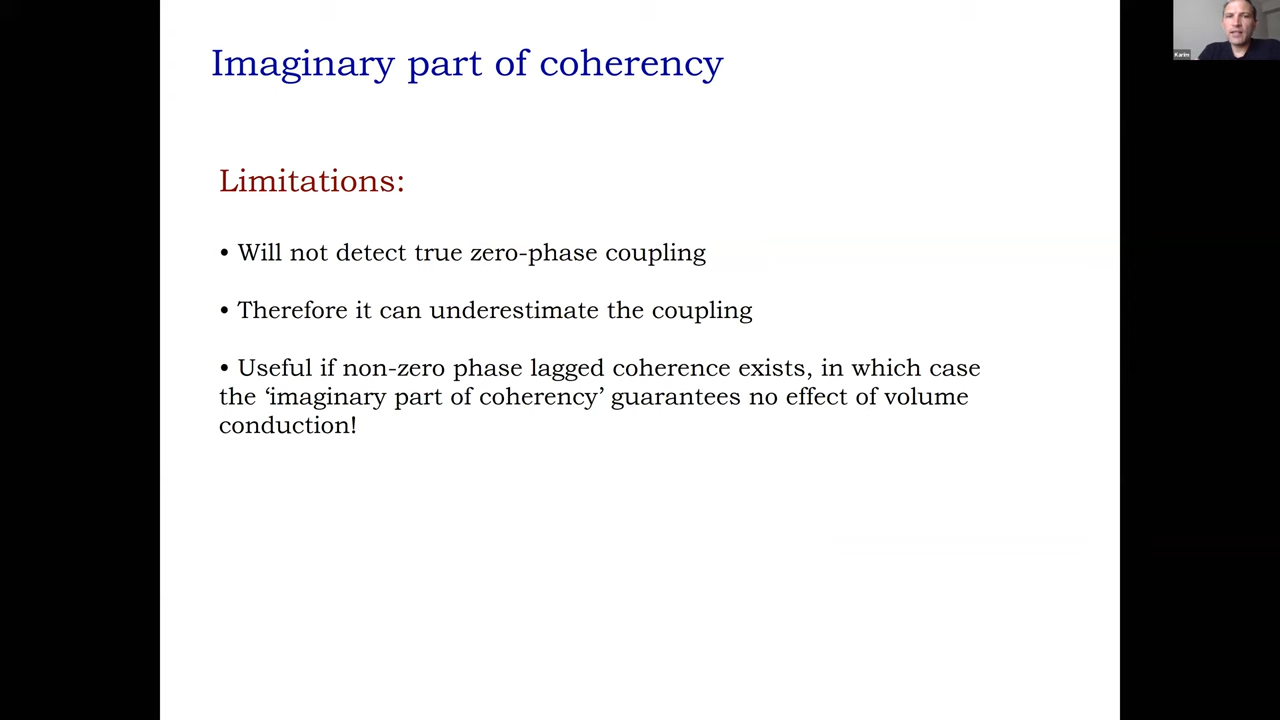 Imaginary part of coherency
Karim
Limitations:
• Will not detect true zero-phase coupling
• Therefore it can underestimate the coupling
• Useful if non-zero phase lagged coherence exists, in which case
the ‘imaginary part of coherency’ guarantees no effect of volume
conduction!